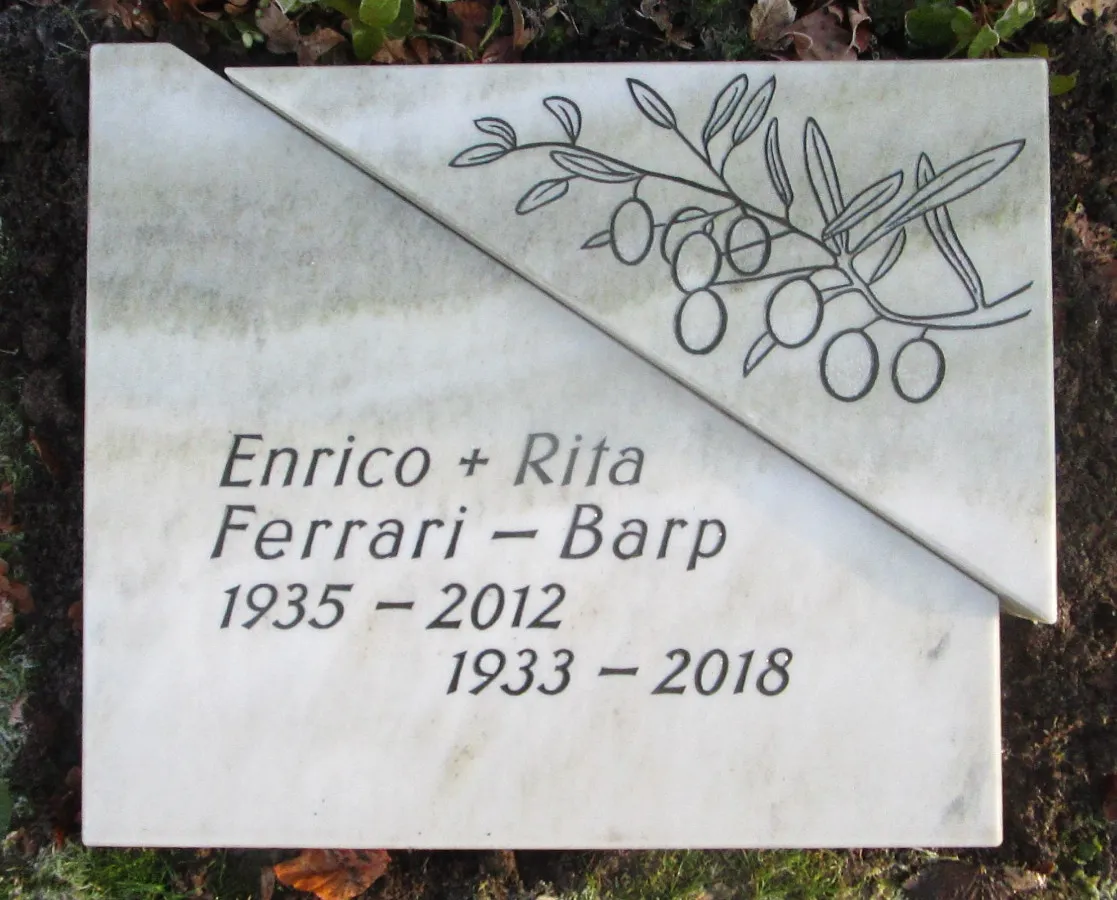 Enrico + Rita
Ferrari – Barp
1935 – 2012
1933 – 2018